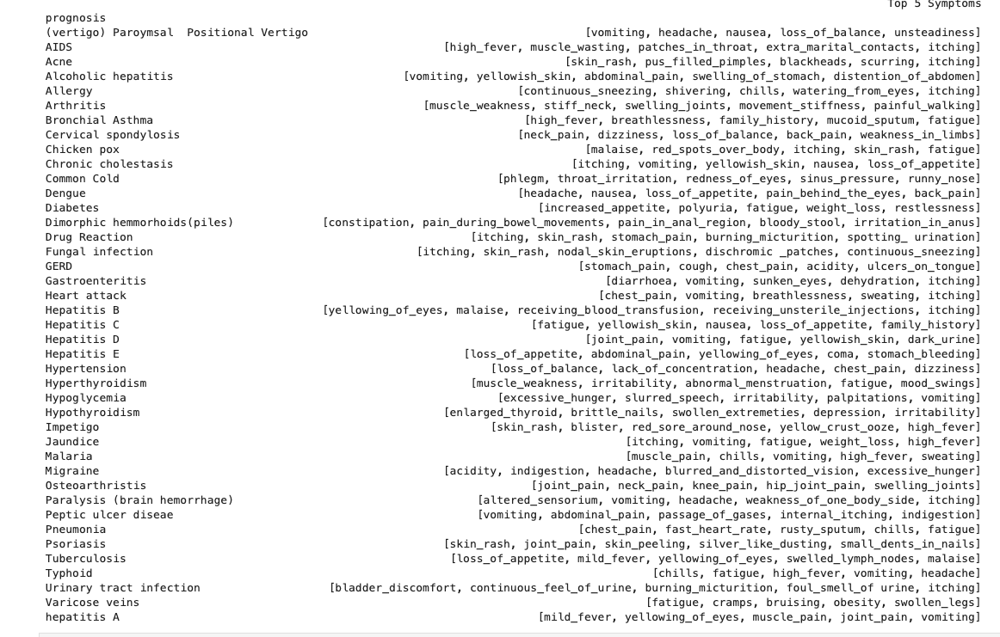 Top 5 Symptoms
prognosis
(vertigo) Paroymsal  Positional Vertigo [vomiting, headache, nausea, loss_of_balance, unsteadiness]
AIDS [high_fever, muscle_wasting, patches_in_throat, extra_marital_contacts, itching]
Acne [skin_rash, pus_filled_pimples, blackheads, scurring, itching]
Alcoholic hepatitis [vomiting, yellowish_skin, abdominal_pain, swelling_of_stomach, distention_of_abdomen]
Allergy [continuous_sneezing, shivering, chills, watering_from_eyes, itching]
Arthritis [muscle_weakness, stiff_neck, swelling_joints, movement_stiffness, painful_walking]
Bronchial Asthma [high_fever, breathlessness, family_history, mucoid_sputum, fatigue]
Cervical spondylosis [neck_pain, dizziness, loss_of_balance, back_pain, weakness_in_limbs]
Chicken pox [malaise, red_spots_over_body, itching, skin_rash, fatigue]
Chronic cholestasis [itching, vomiting, yellowish_skin, nausea, loss_of_appetite]
Common Cold [phlegm, throat_irritation, redness_of_eyes, sinus_pressure, runny_nose]
Dengue [headache, nausea, loss_of_appetite, pain_behind_the_eyes, back_pain]
Diabetes [increased_appetite, polyuria, fatigue, weight_loss, restlessness]
Dimorphic hemmorhoids(piles) [constipation, pain_during_bowel_movements, pain_in_anal_region, bloody_stool, irritation_in_anus]
Drug Reaction [itching, skin_rash, stomach_pain, burning_micturition, spotting_ urination]
Fungal infection [itching, skin_rash, nodal_skin_eruptions, dischromic _patches, continuous_sneezing]
GERD [stomach_pain, cough, chest_pain, acidity, ulcers_on_tongue]
Gastroenteritis [diarrhoea, vomiting, sunken_eyes, dehydration, itching]
Heart attack [chest_pain, vomiting, breathlessness, sweating, itching]
Hepatitis B [yellowing_of_eyes, malaise, receiving_blood_transfusion, receiving_unsterile_injections, itching]
Hepatitis C [fatigue, yellowish_skin, nausea, loss_of_appetite, family_history]
Hepatitis D [joint_pain, vomiting, fatigue, yellowish_skin, dark_urine]
Hepatitis E [loss_of_appetite, abdominal_pain, yellowing_of_eyes, coma, stomach_bleeding]
Hypertension [loss_of_balance, lack_of_concentration, headache, chest_pain, dizziness]
Hyperthyroidism [muscle_weakness, irritability, abnormal_menstruation, fatigue, mood_swings]
Hypoglycemia [excessive_hunger, slurred_speech, irritability, palpitations, vomiting]
Hypothyroidism [enlarged_thyroid, brittle_nails, swollen_extremeties, depression, irritability]
Impetigo [skin_rash, blister, red_sore_around_nose, yellow_crust_ooze, high_fever]
Jaundice [itching, vomiting, fatigue, weight_loss, high_fever]
Malaria [muscle_pain, chills, vomiting, high_fever, sweating]
Migraine [acidity, indigestion, headache, blurred_and_distorted_vision, excessive_hunger]
Osteoarthristis [joint_pain, neck_pain, knee_pain, hip_joint_pain, swelling_joints]
Paralysis (brain hemorrhage) [altered_sensorium, vomiting, headache, weakness_of_one_body_side, itching]
Peptic ulcer diseae [vomiting, abdominal_pain, passage_of_gases, internal_itching, indigestion]
Pneumonia [chest_pain, fast_heart_rate, rusty_sputum, chills, fatigue]
Psoriasis [skin_rash, joint_pain, skin_peeling, silver_like_dusting, small_dents_in_nails]
Tuberculosis [loss_of_appetite, mild_fever, yellowing_of_eyes, swelled_lymph_nodes, malaise]
Typhoid [chills, fatigue, high_fever, vomiting, headache]
Urinary tract infection [bladder_discomfort, continuous_feel_of_urine, burning_micturition, foul_smell_of urine, itching]
Varicose veins [fatigue, cramps, bruising, obesity, swollen_legs]
hepatitis A [mild_fever, yellowing_of_eyes, muscle_pain, joint_pain, vomiting]